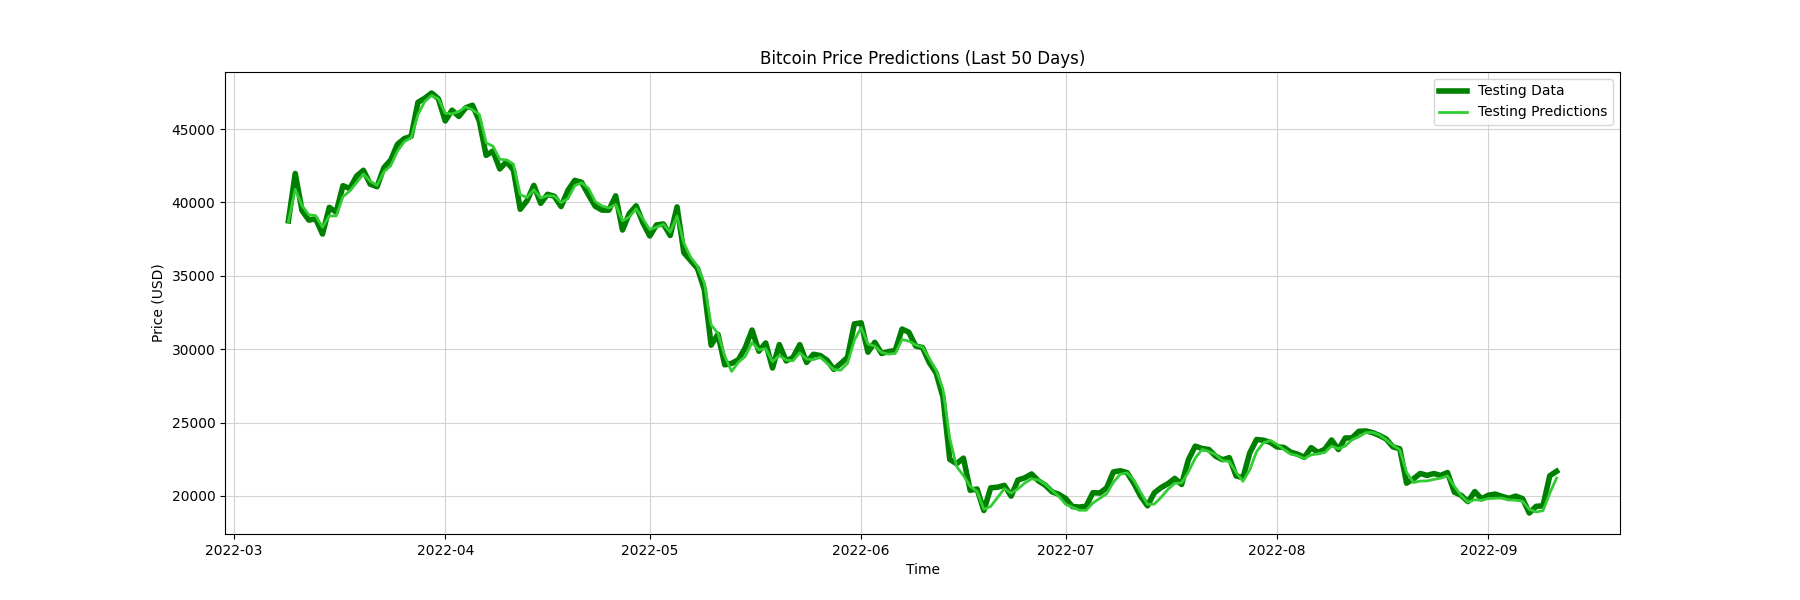 Bitcoin Price Predictions (Last 50 Days)
Testing Data
Testing Predictions
Price (USD)
45000
40000
35000
30000
25000
20000
2022-03
2022-04
2022-05
2022-06
2022-07
2022-08
2022-09
Time